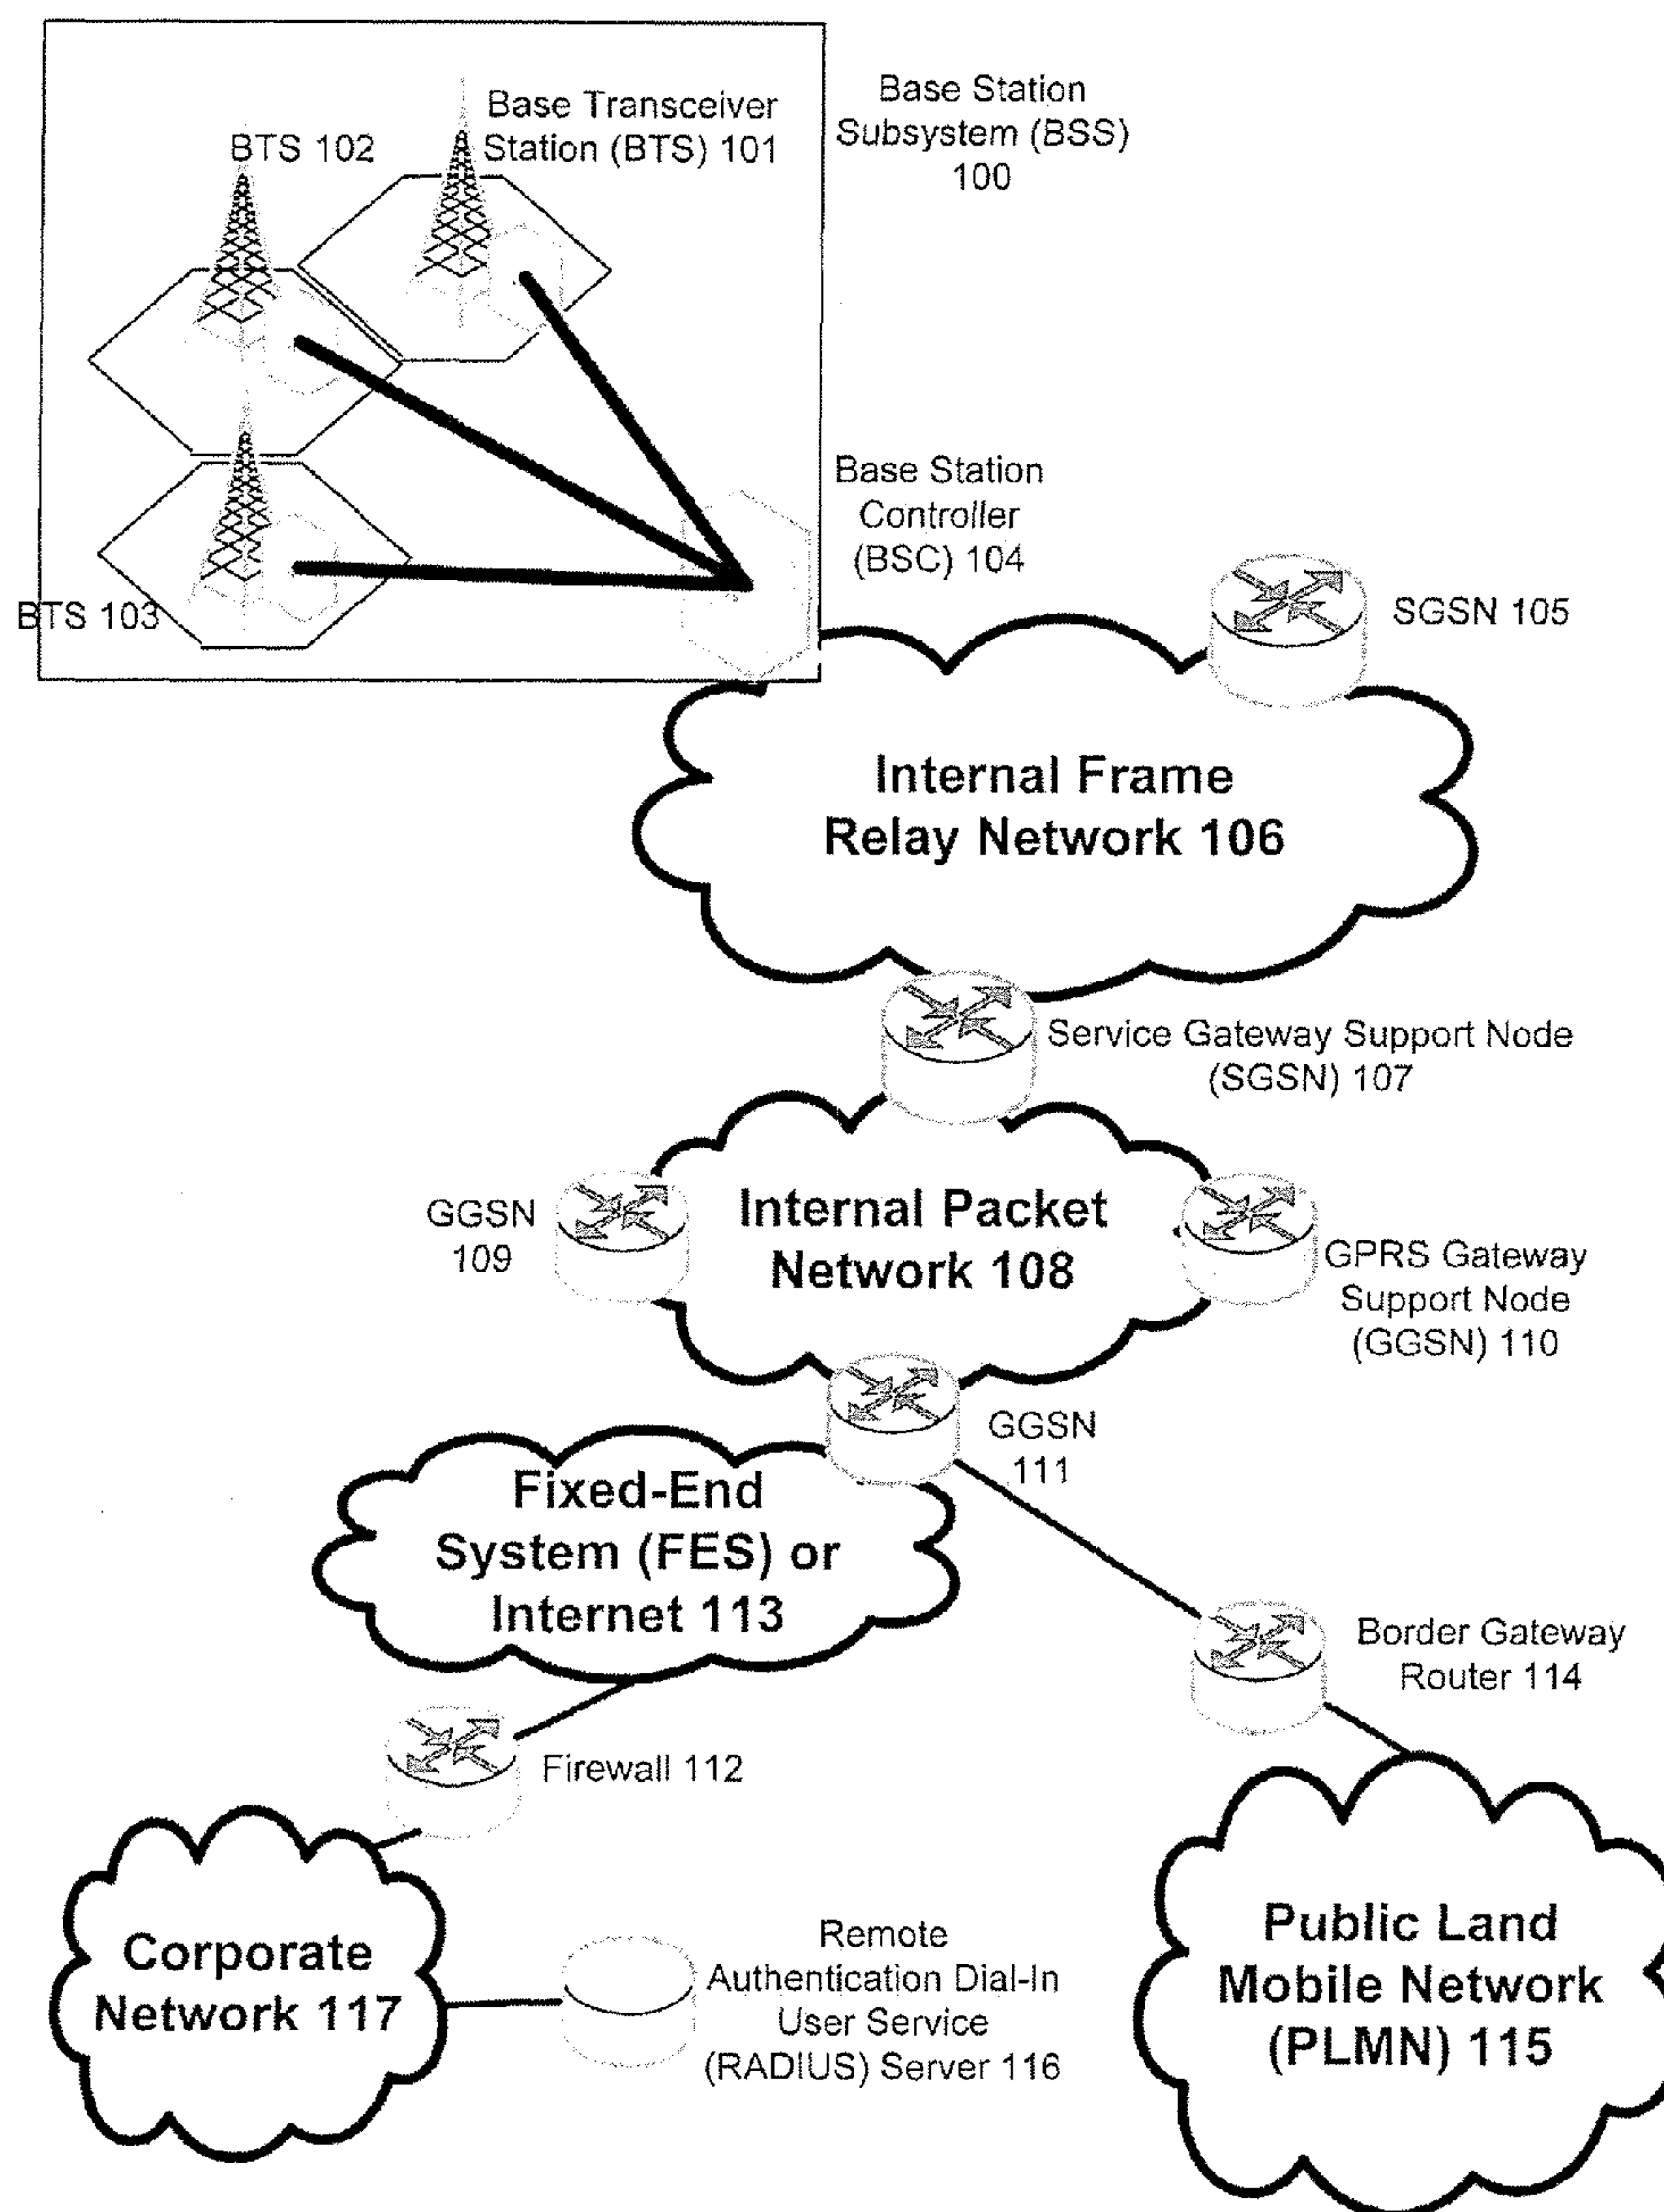 BTS 102
Base Transceiver
Station (BTS) 101
Base Station
Subsystem (BSS)
100
Base Station
Controller
(BSC) 104
BTS 103
SGSN 105
Internal Frame
Relay Network 106
Service Gateway Support Node
(SGSN) 107
GGSN
109
Internal Packet
Network 108
GPRS Gateway
Support Node
(GGSN) 110
GGSN
111
Fixed-End
System (FES) or
Internet 113
Border Gateway
Router 114
Firewall 112
Corporate
Network 117
Remote
Authentication Dial-In
User Service
(RADIUS) Server 116
Public Land
Mobile Network
(PLMN) 115